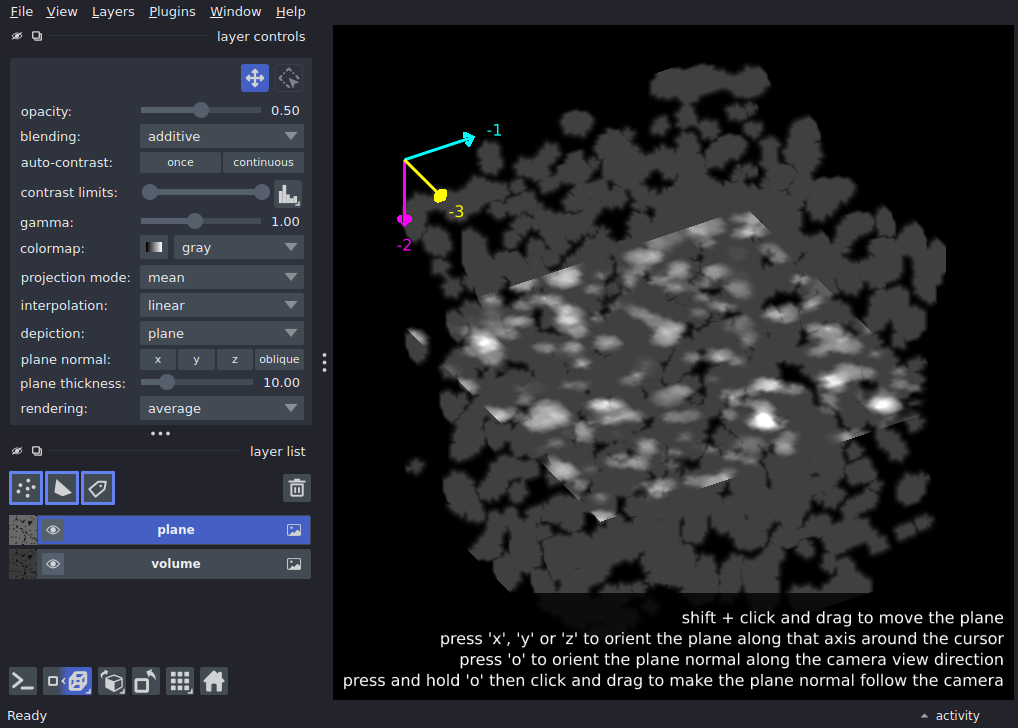 File View Layers Plugins Window Help
layer controls
opacity: 0.50
blending: additive
auto-contrast: once continuous
contrast limits:
gamma: 1.00
colormap: gray
projection mode: mean
interpolation: linear
depiction: plane
plane normal: x y z oblique
plane thickness: 10.00
rendering: average
layer list
plane
volume
-1
-3
-2
shift + click and drag to move the plane
press 'x', 'y' or 'z' to orient the plane along that axis around the cursor
press 'o' to orient the plane normal along the camera view direction
press and hold 'o' then click and drag to make the plane normal follow the camera
Ready
activity